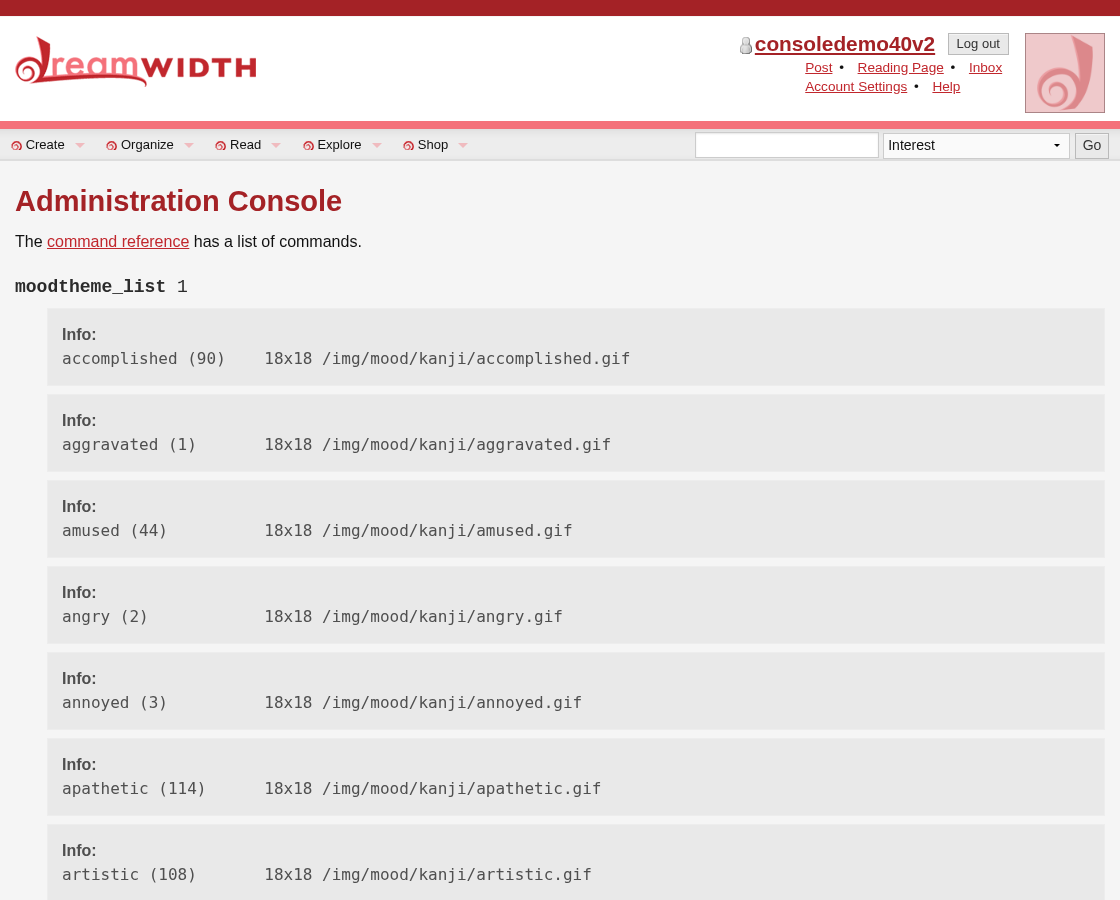 dreamWIDTH
consoledemo40v2 Log out
Post • Reading Page • Inbox
Account Settings • Help
Create Organize Read Explore Shop Interest Go
Administration Console
The command reference has a list of commands.
moodtheme_list 1
Info:
accomplished (90) 18x18 /img/mood/kanji/accomplished.gif
Info:
aggravated (1) 18x18 /img/mood/kanji/aggravated.gif
Info:
amused (44) 18x18 /img/mood/kanji/amused.gif
Info:
angry (2) 18x18 /img/mood/kanji/angry.gif
Info:
annoyed (3) 18x18 /img/mood/kanji/annoyed.gif
Info:
apathetic (114) 18x18 /img/mood/kanji/apathetic.gif
Info:
artistic (108) 18x18 /img/mood/kanji/artistic.gif